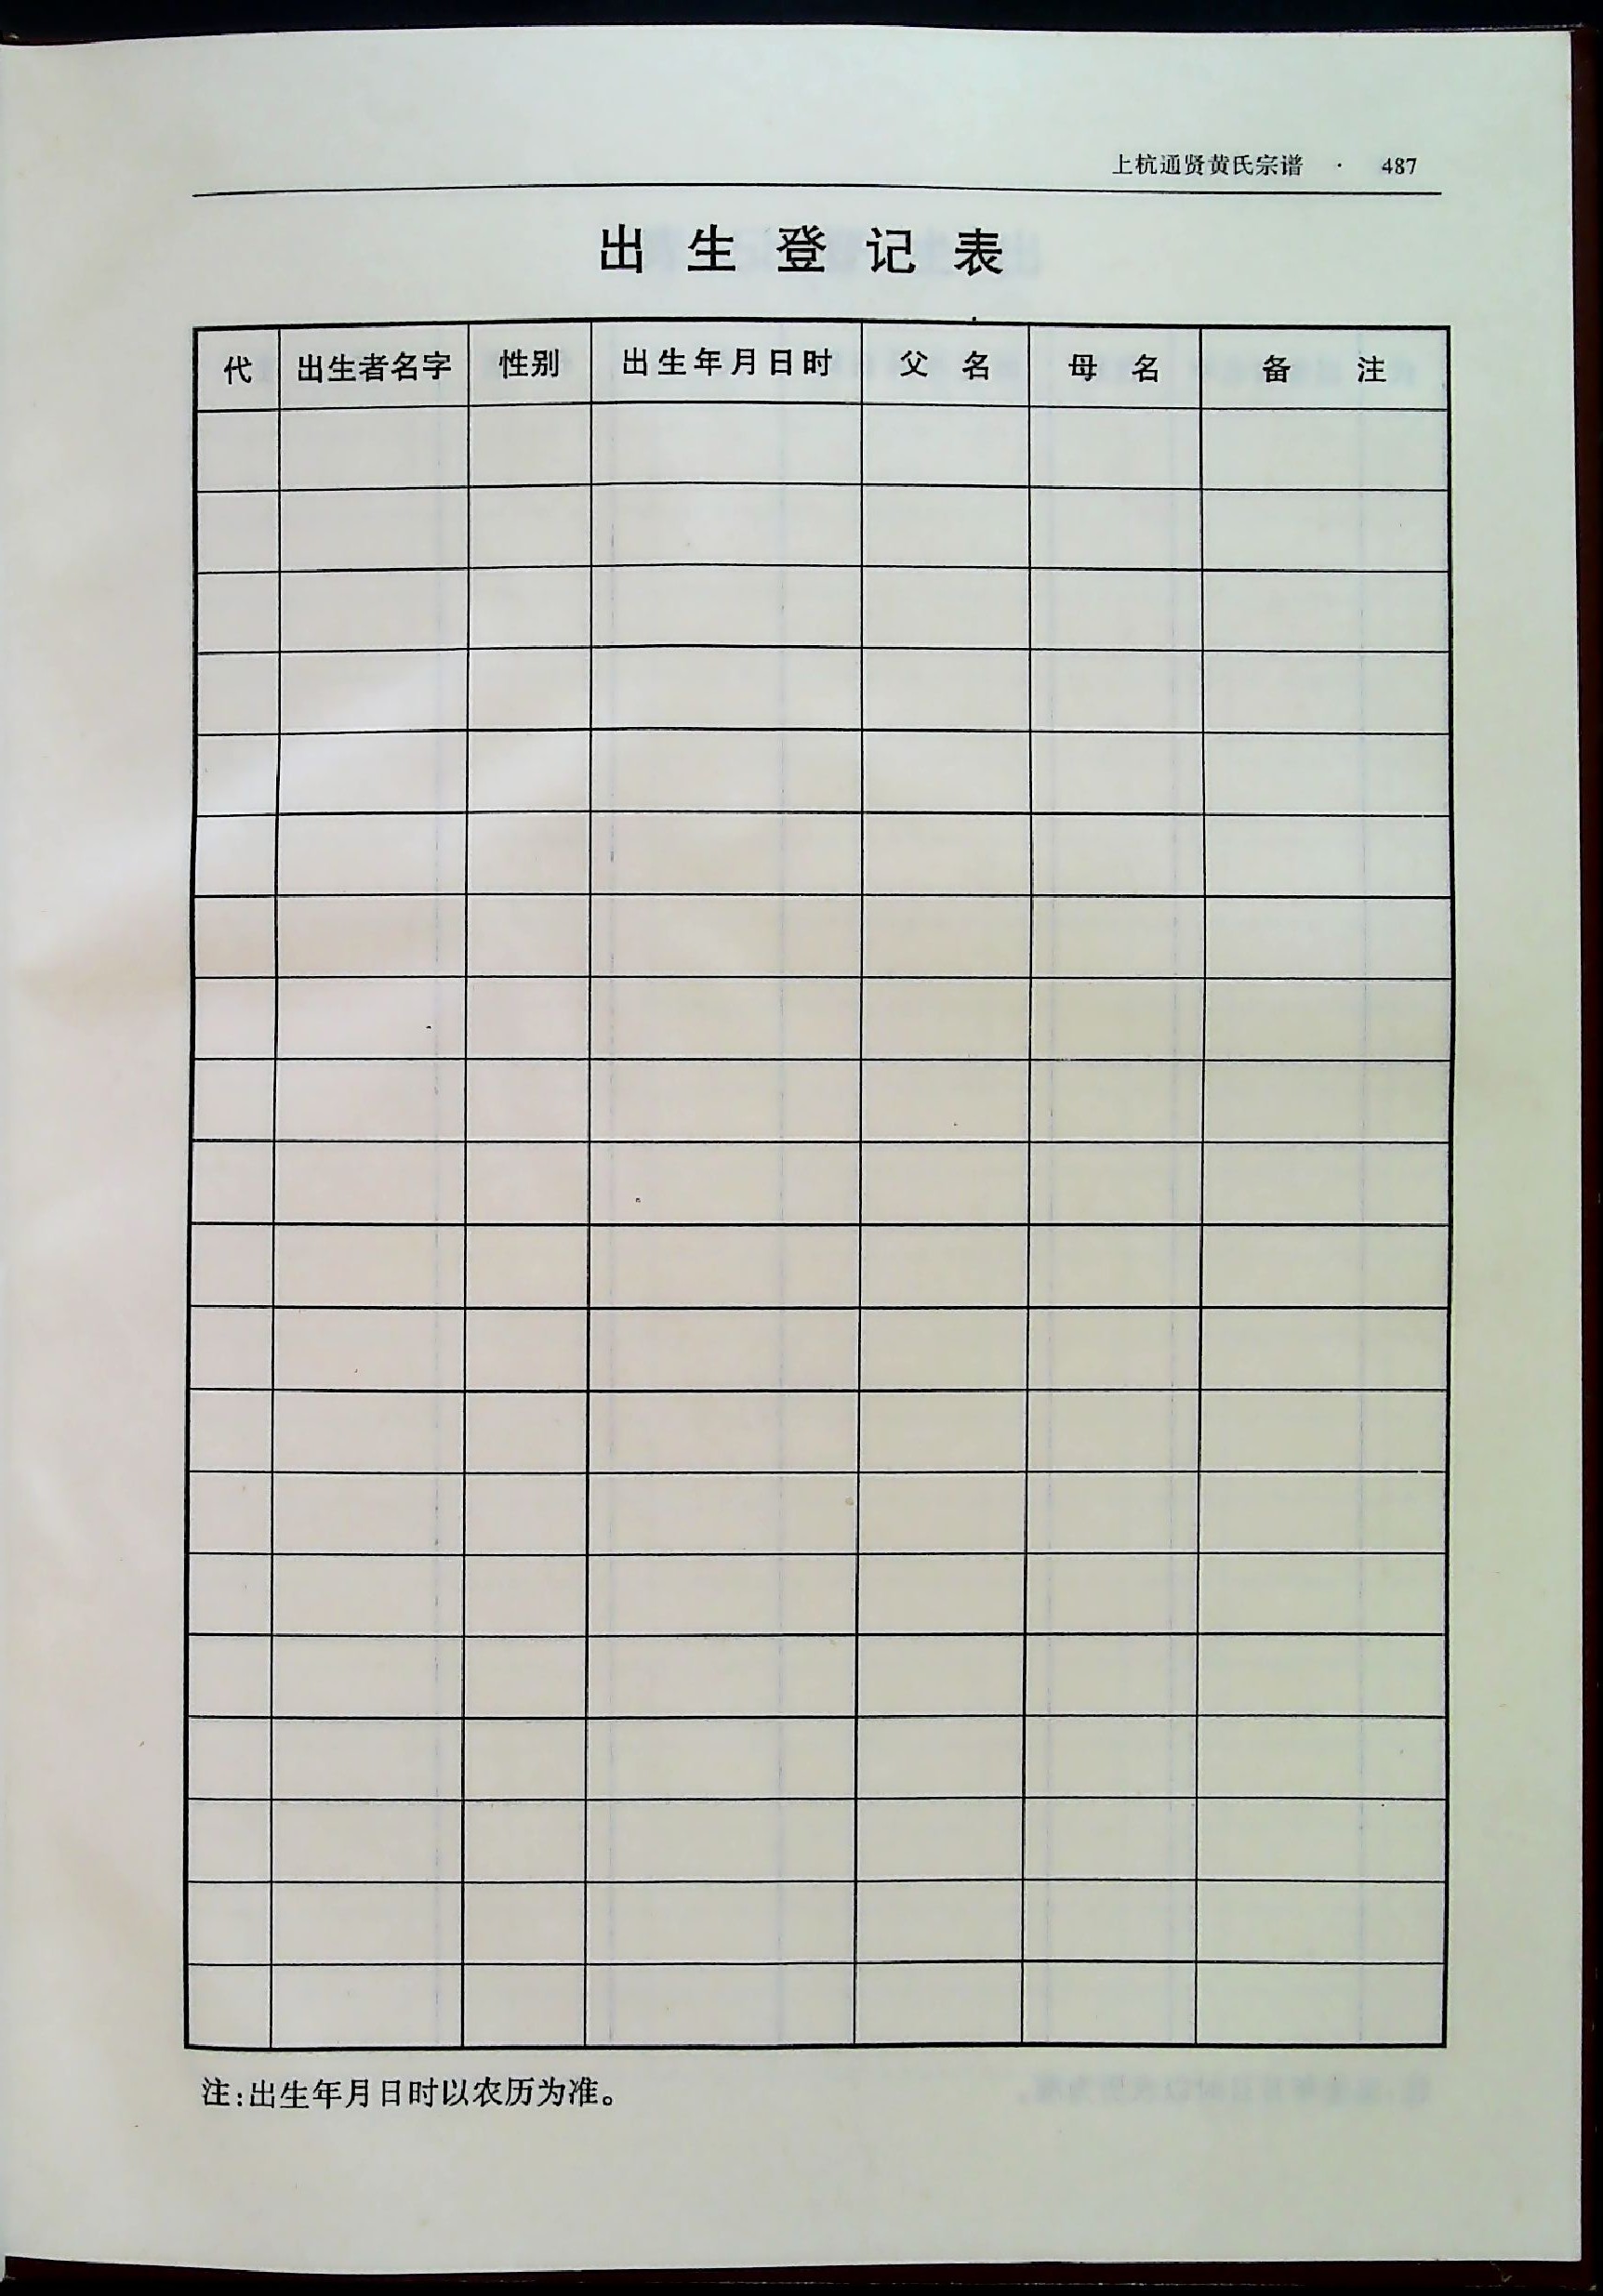 上杭通贤黄氏宗谱 · 487
出生登记表
代 出生者名字 性别 出生年月日时 父名 母名 备注
注:出生年月日时以农历为准。